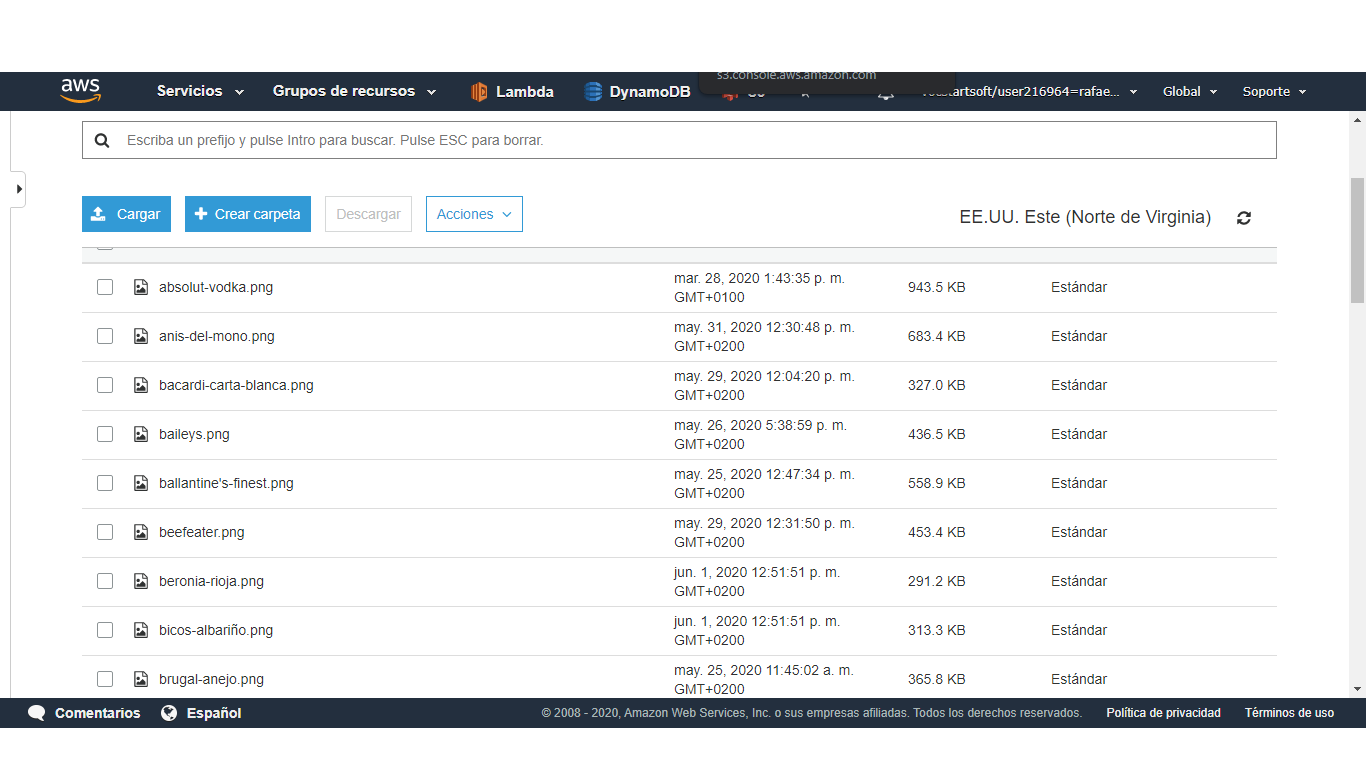 s3.console.aws.amazon.com
aws Servicios Grupos de recursos Lambda DynamoDB Global Soporte
Escriba un prefijo y pulse Intro para buscar. Pulse ESC para borrar.
Cargar Crear carpeta Descargar Acciones EE.UU. Este (Norte de Virginia)
absolut-vodka.png mar. 28, 2020 1:43:35 p. m. 943.5 KB Estándar
GMT+0100
anis-del-mono.png may. 31, 2020 12:30:48 p. m. 683.4 KB Estándar
GMT+0200
bacardi-carta-blanca.png may. 29, 2020 12:04:20 p. m. 327.0 KB Estándar
GMT+0200
baileys.png may. 26, 2020 5:38:59 p. m. 436.5 KB Estándar
GMT+0200
ballantine's-finest.png may. 25, 2020 12:47:34 p. m. 558.9 KB Estándar
GMT+0200
beefeater.png may. 29, 2020 12:31:50 p. m. 453.4 KB Estándar
GMT+0200
beronia-rioja.png jun. 1, 2020 12:51:51 p. m. 291.2 KB Estándar
GMT+0200
bicos-albariño.png jun. 1, 2020 12:51:51 p. m. 313.3 KB Estándar
GMT+0200
brugal-anejo.png may. 25, 2020 11:45:02 a. m. 365.8 KB Estándar
GMT+0200
Comentarios Español © 2008 - 2020, Amazon Web Services, Inc. o sus empresas afiliadas. Todos los derechos reservados. Política de privacidad Términos de uso